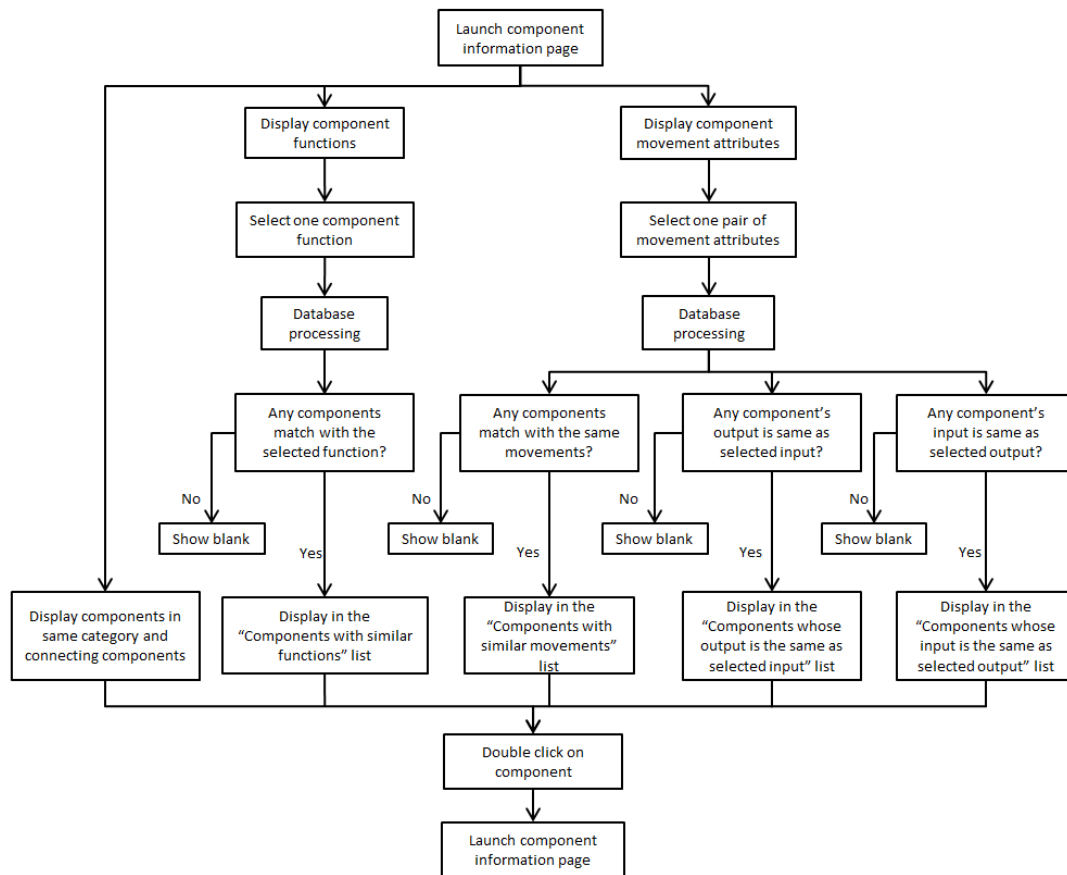 Launch component
information page
Display component
functions
Display component
movement attributes
Select one component
function
Select one pair of
movement attributes
Database
processing
Database
processing
Any components
match with the
selected function?
Any components
match with the same
movements?
Any component's
output is same as
selected input?
Any component's
input is same as
selected output?
No
No
No
No
Show blank
Show blank
Show blank
Show blank
Yes
Yes
Yes
Yes
Display components in
same category and
connecting components
Display in the
“Components with similar
functions” list
Display in the
“Components with
similar movements”
list
Display in the
“Components whose
output is the same as
selected input” list
Display in the
“Components whose
input is the same as
selected output” list
Double click on
component
Launch component
information page